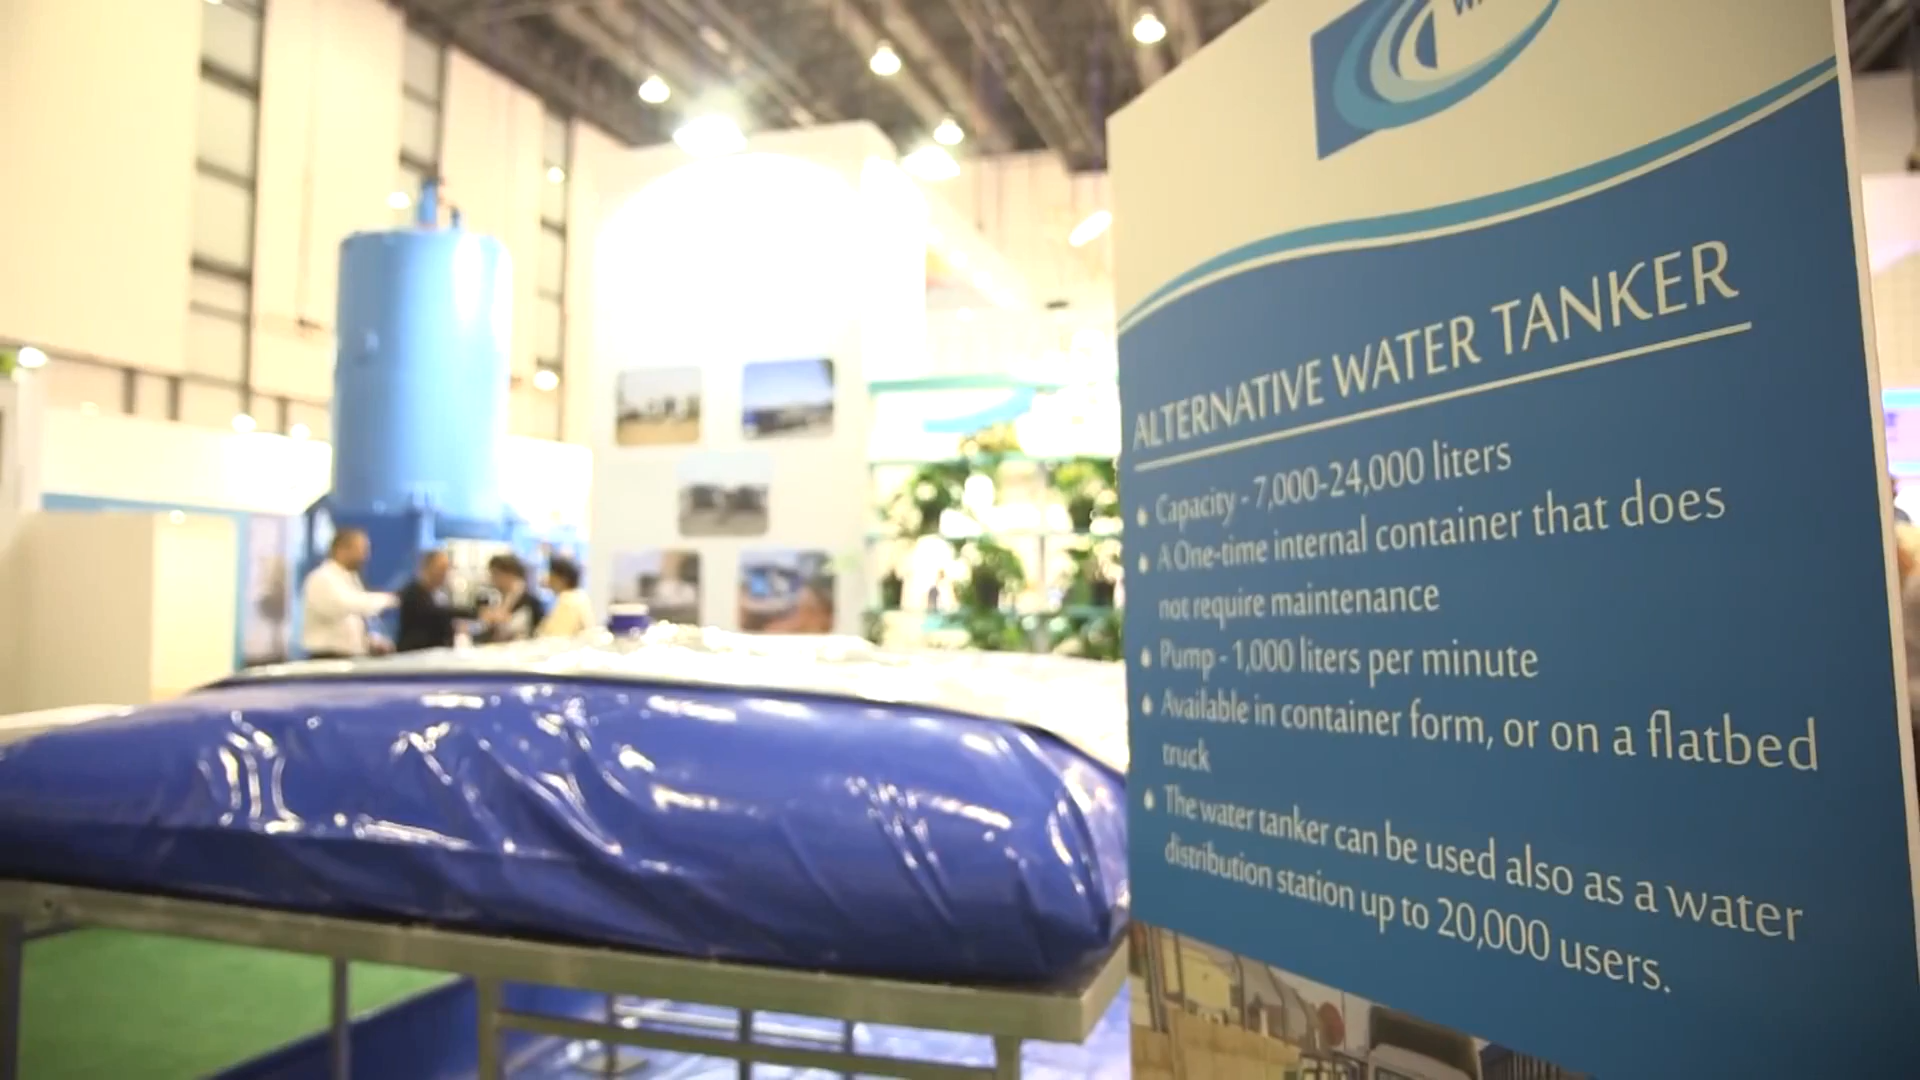 ALTERNATIVE WATER TANKER
• Capacity - 7,000-24,000 liters
• A One-time internal container that does
not require maintenance
• Pump - 1,000 liters per minute
• Available in container form, or on a flatbed
truck
• The water tanker can be used also as a water
distribution station up to 20,000 users.